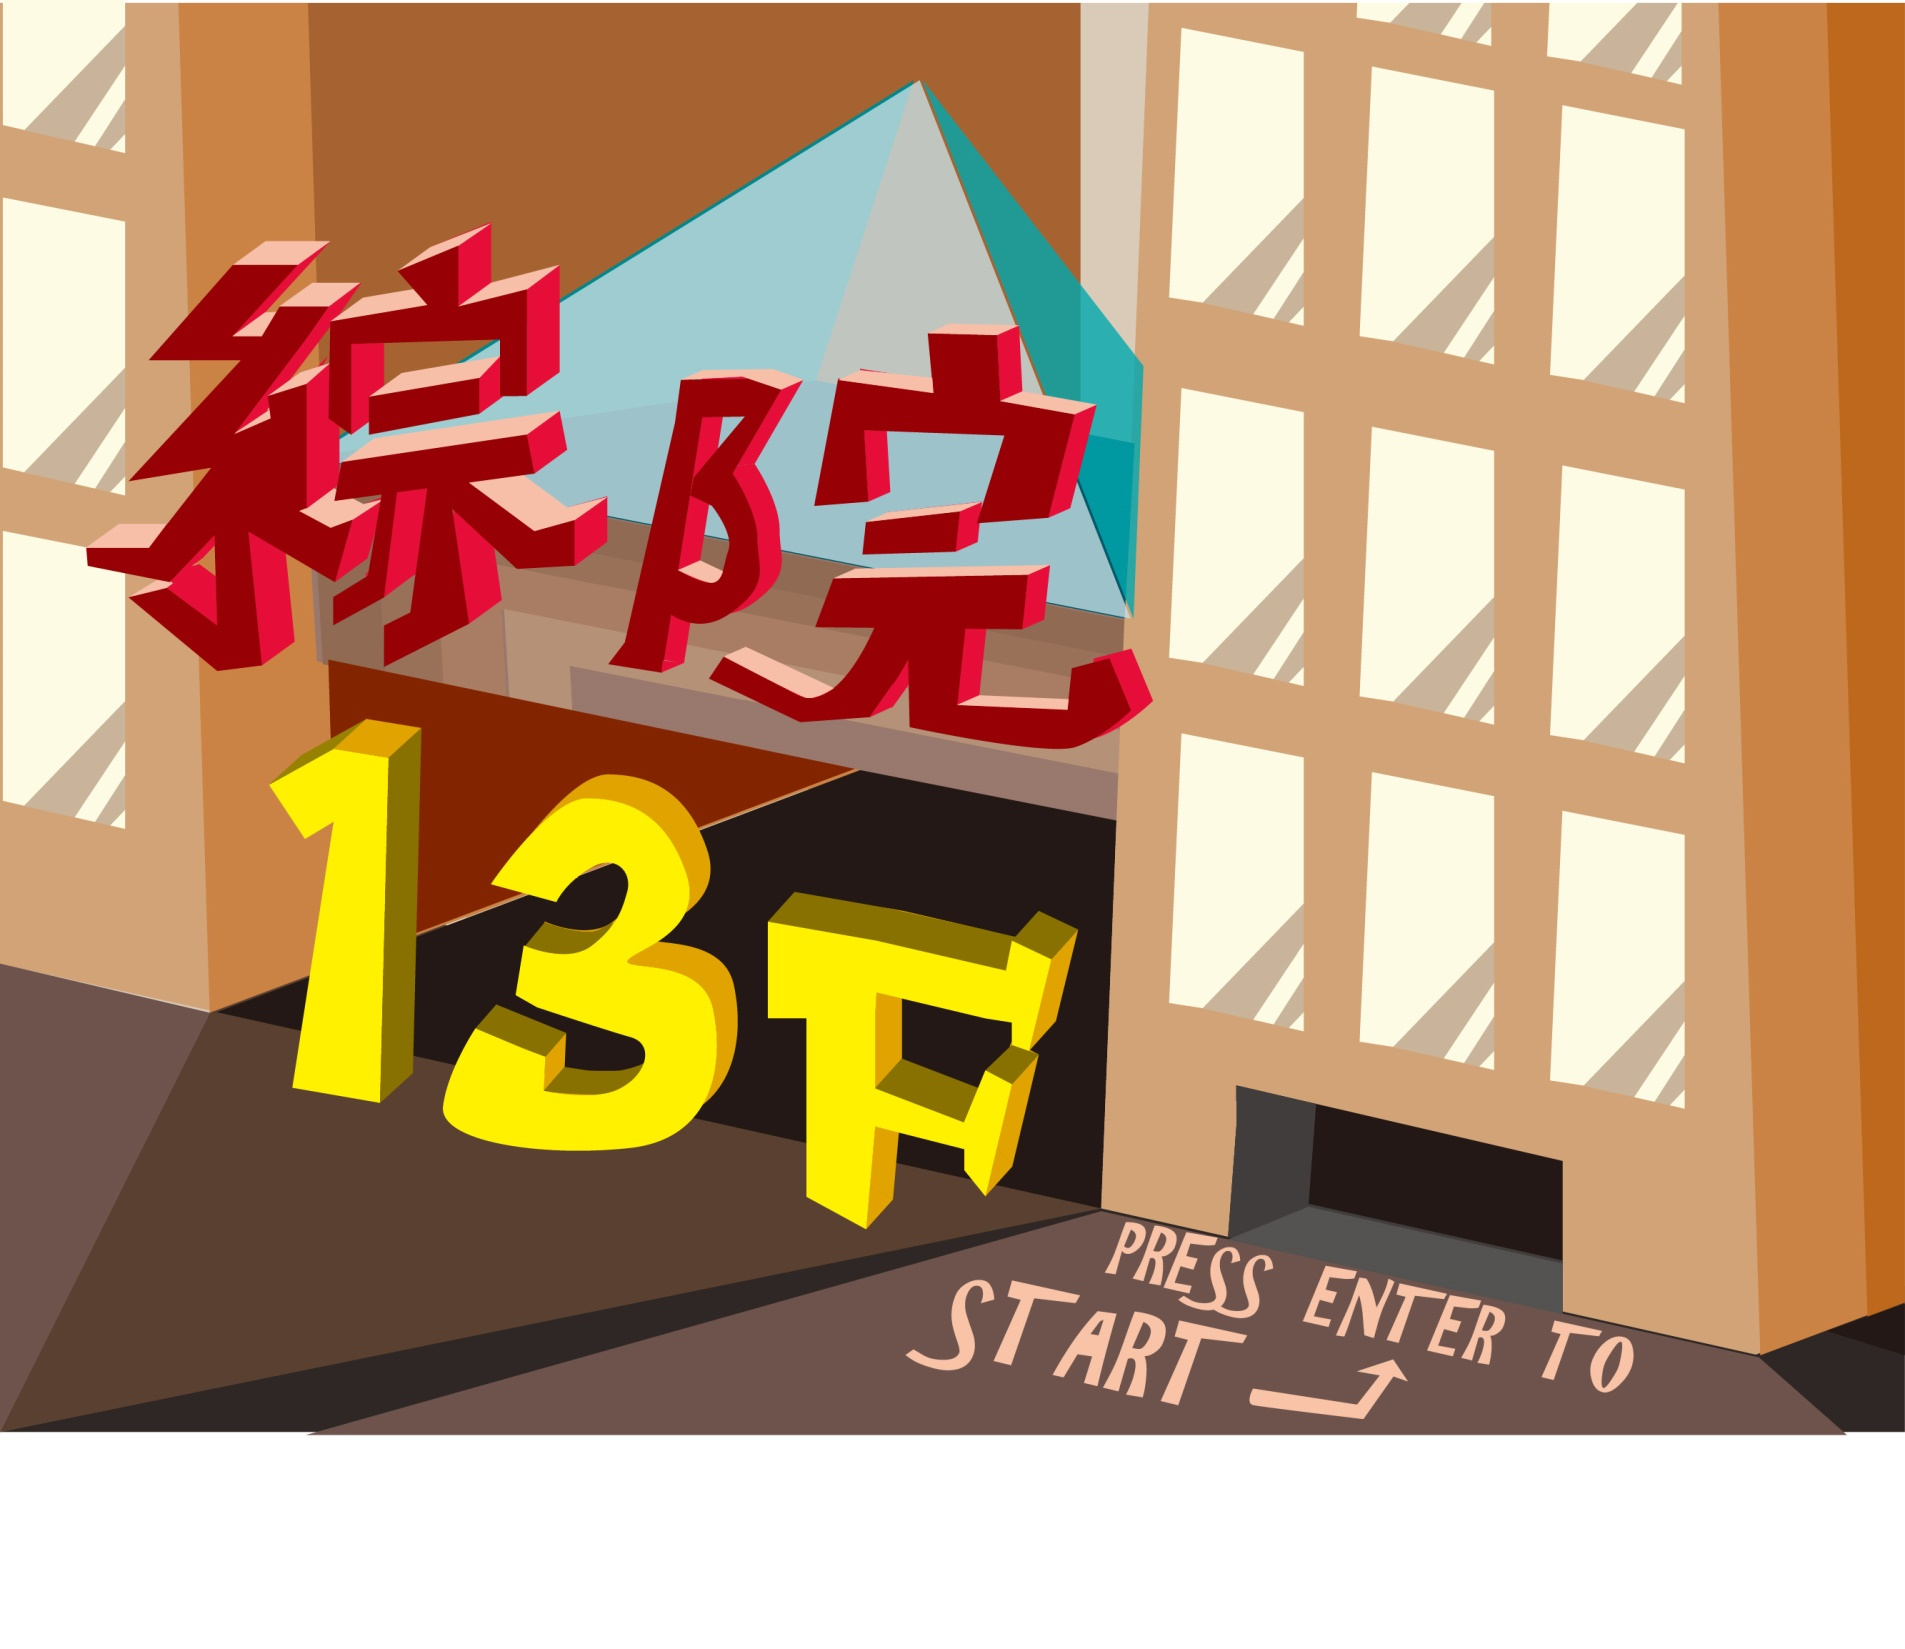 綜院
13F
PRESS ENTER TO
START